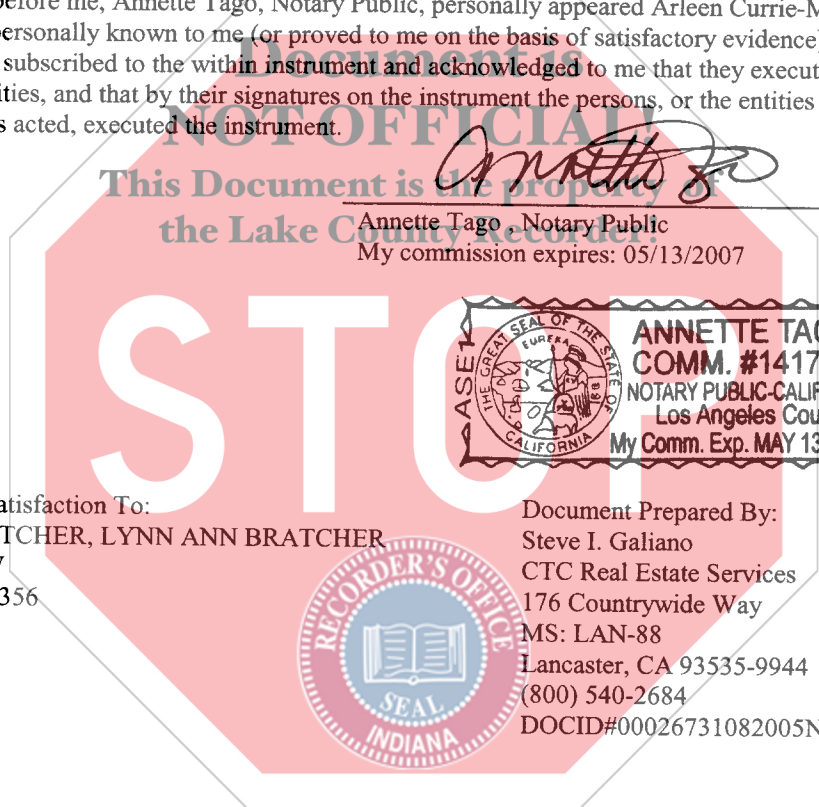 before me, Annette Tago, Notary Public, personally appeared Arleen Currie-M
personally known to me (or proved to me on the basis of satisfactory evidence)
subscribed to the within instrument and acknowledged to me that they execut
ities, and that by their signatures on the instrument the persons, or the entities
s acted, executed the instrument.
Document is
NOT OFFICIAL!
This Document is the property of
the Lake County Recorder!
Annette Tago
Annette Tago , Notary Public
My commission expires: 05/13/2007
STOP
ASE1
THE GREAT SEAL OF THE STATE OF CALIFORNIA
EUREKA
ANNETTE TAG
COMM. #1417
NOTARY PUBLIC-CALIF
Los Angeles Cou
My Comm. Exp. MAY 13
atisfaction To:
TCHER, LYNN ANN BRATCHER
356
Document Prepared By:
Steve I. Galiano
CTC Real Estate Services
176 Countrywide Way
MS: LAN-88
Lancaster, CA 93535-9944
(800) 540-2684
DOCID#00026731082005N
RECORDER'S OFFICE
SEAL
INDIANA